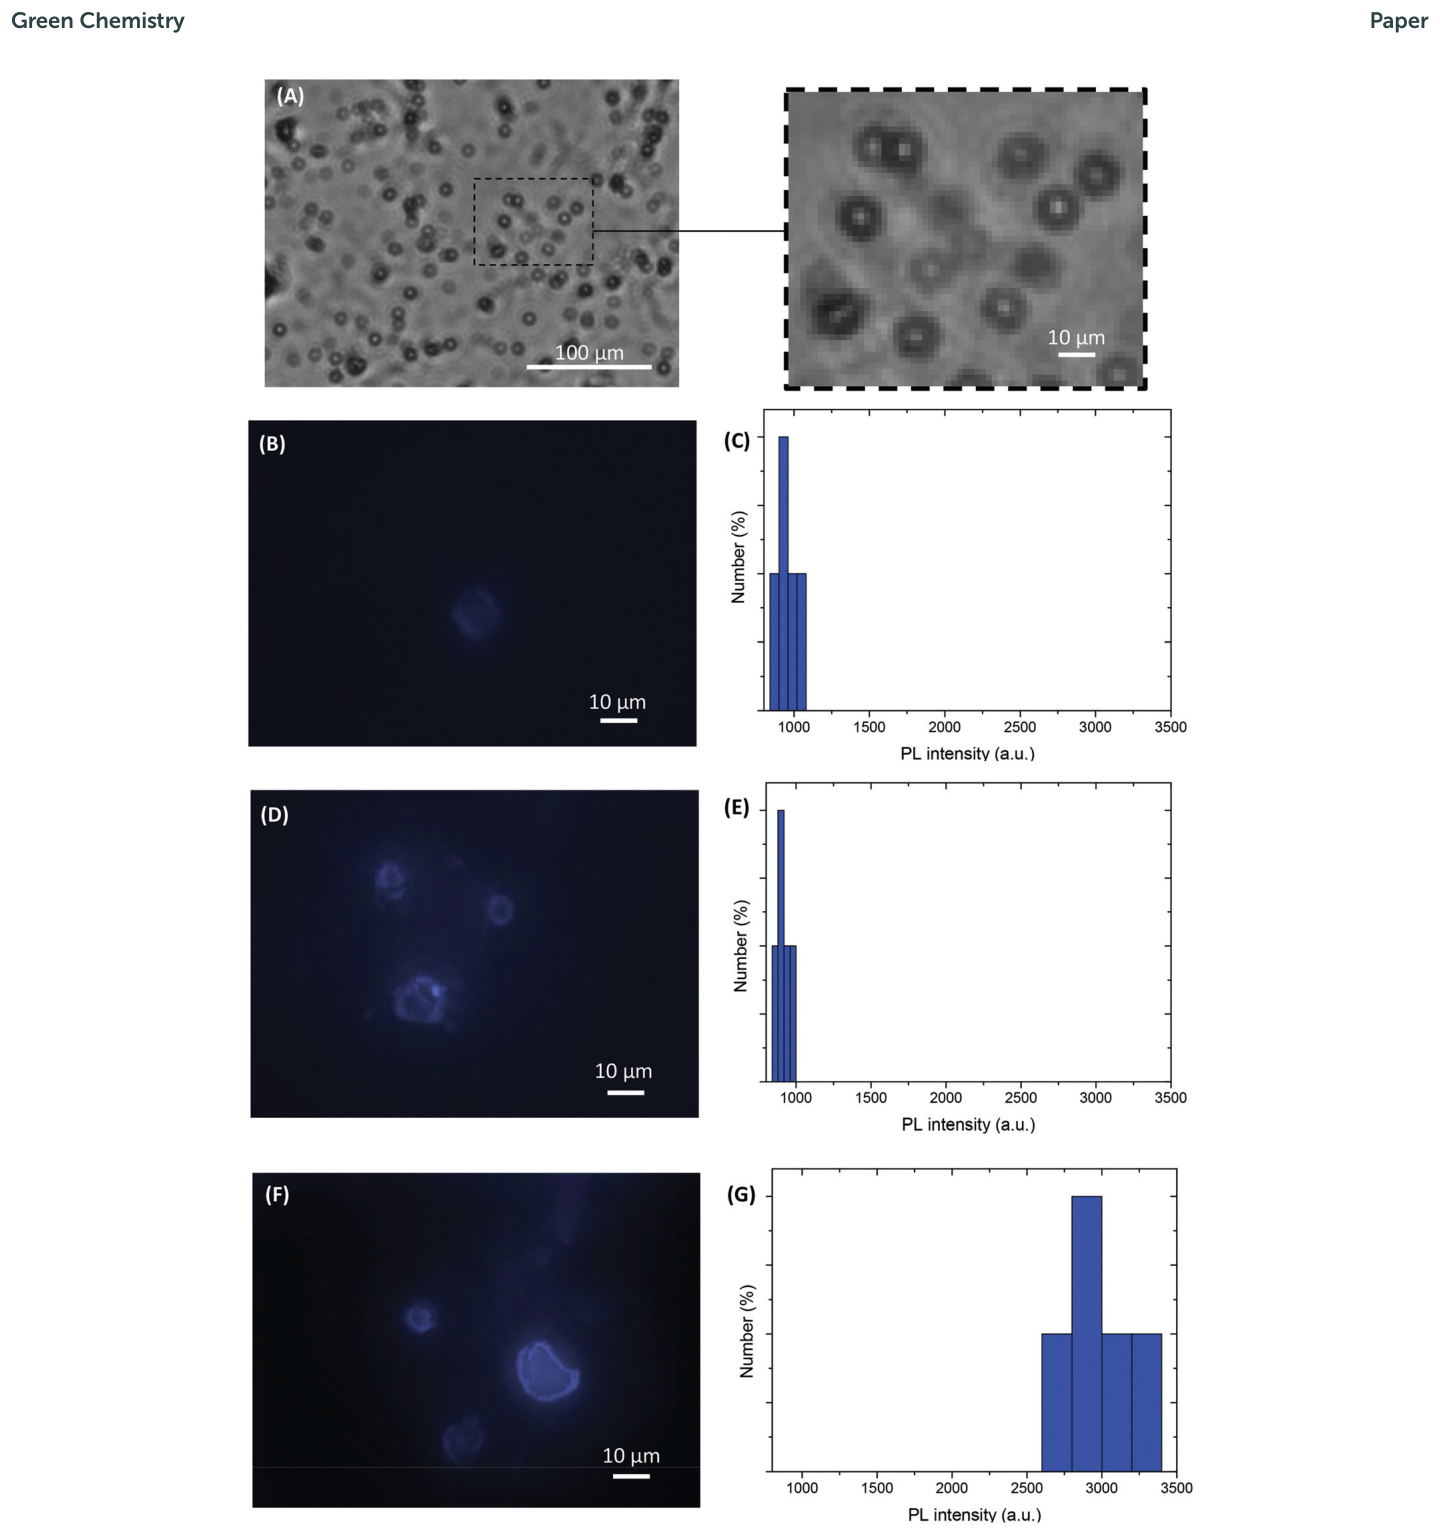 Green Chemistry
Paper
(A)
100 µm
10 µm
(B)
10 µm
(C)
Number (%)
1000 1500 2000 2500 3000 3500
PL intensity (a.u.)
(D)
10 µm
(E)
Number (%)
1000 1500 2000 2500 3000 3500
PL intensity (a.u.)
(F)
10 µm
(G)
Number (%)
1000 1500 2000 2500 3000 3500
PL intensity (a.u.)